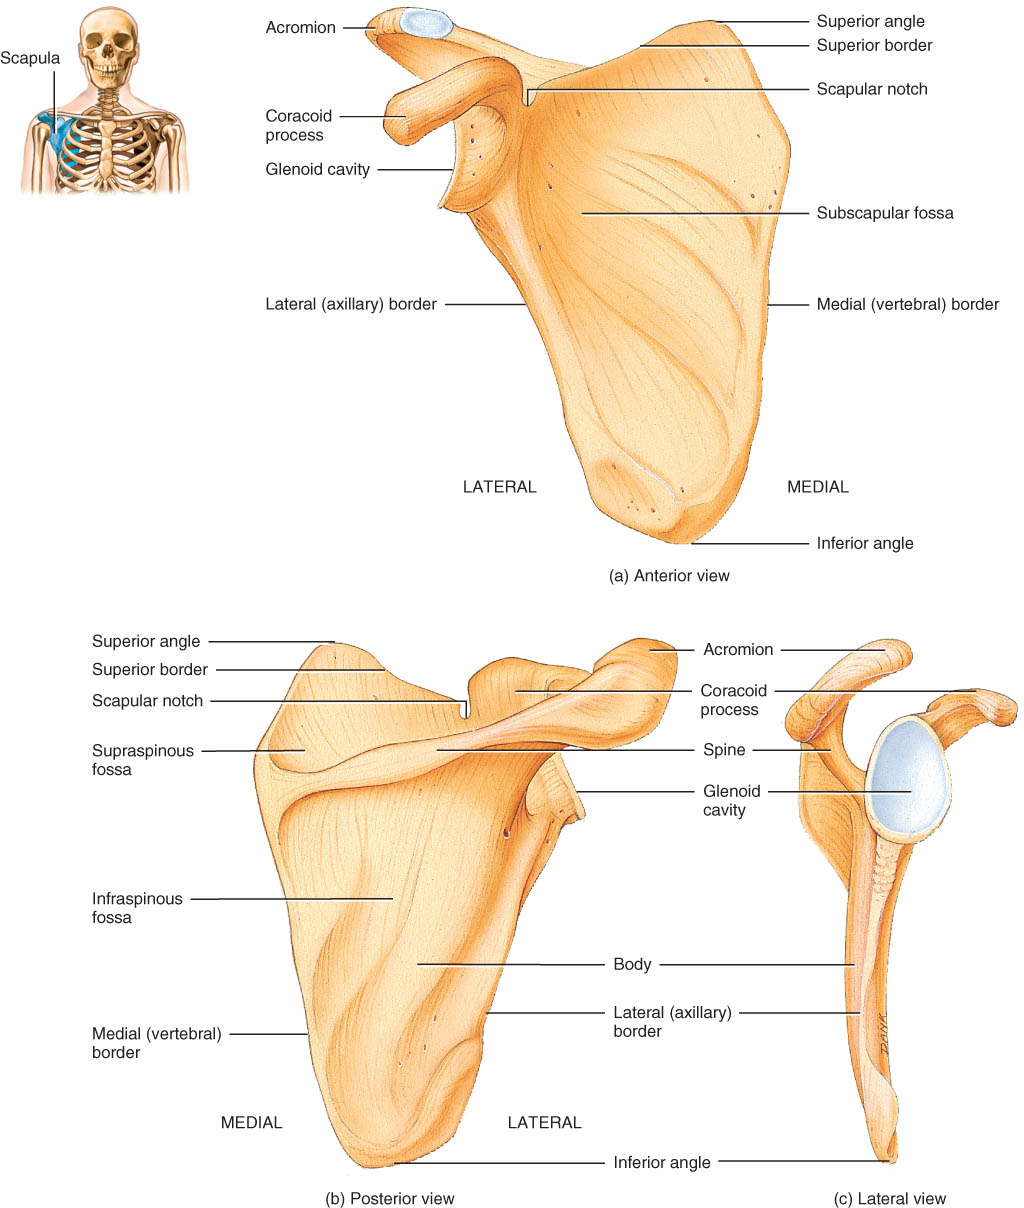 Scapula
Acromion
Coracoid
process
Glenoid cavity
Lateral (axillary) border
Superior angle
Superior border
Scapular notch
Subscapular fossa
Medial (vertebral) border
LATERAL
MEDIAL
Inferior angle
(a) Anterior view
Superior angle
Superior border
Scapular notch
Supraspinous
fossa
Infraspinous
fossa
Medial (vertebral)
border
MEDIAL
LATERAL
Acromion
Coracoid
process
Spine
Glenoid
cavity
Body
Lateral (axillary)
border
Inferior angle
DANK
(b) Posterior view
(c) Lateral view